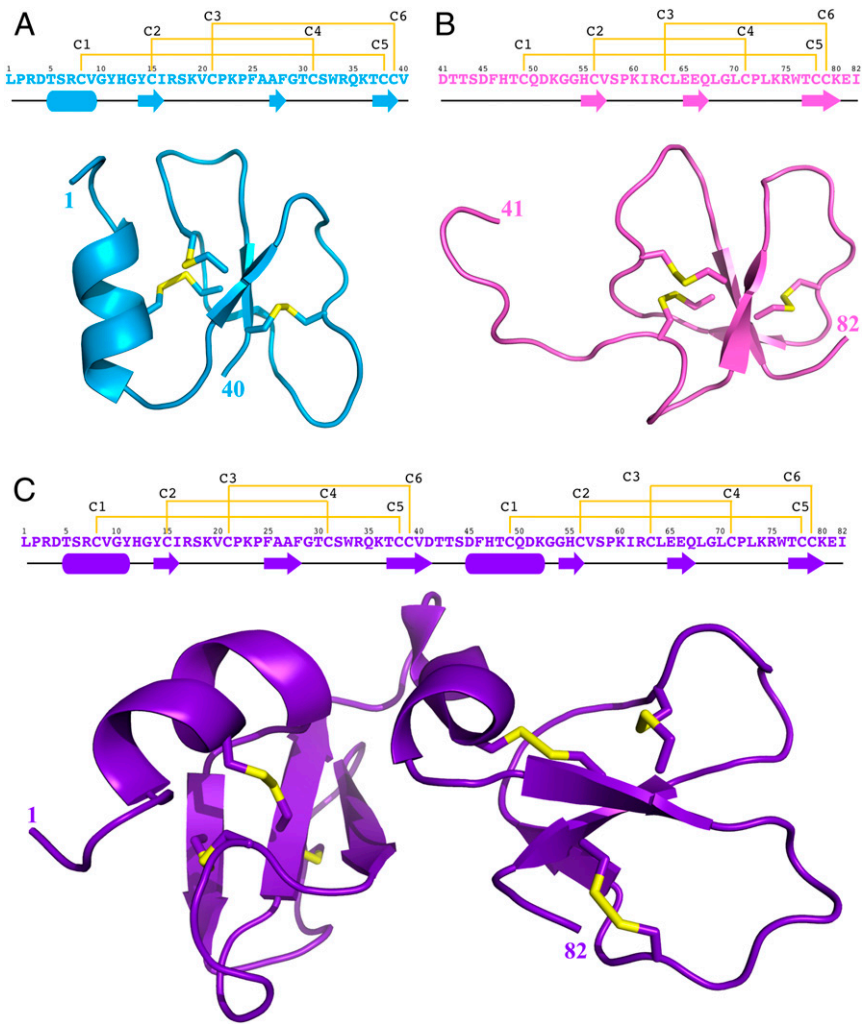 A
C3 C6
C2 C4
C1 C5
1 5 10 15 20 25 30 35 40
LPRDTSRCVGYHGYCIRSKVCPKPFAAFGTCSWRQKTCCV
1
40
B
C3 C6
C2 C4
C1 C5
41 45 50 55 60 65 70 75 80 82
DTTSDFHTCQDKGGHCVSPKIRCLEEQLGLCPLKRWTCCKEI
41
82
C
C3 C6 C3 C6
C2 C4 C2 C4
C1 C5 C1 C5
1 5 10 15 20 25 30 35 40 45 50 55 60 65 70 75 80 82
LPRDTSRCVGYHGYCIRSKVCPKPFAAFGTCSWRQKTCCVDTTSDFHTCQDKGGHCVSPKIRCLEEQLGLCPLKRWTCCKEI
1
82